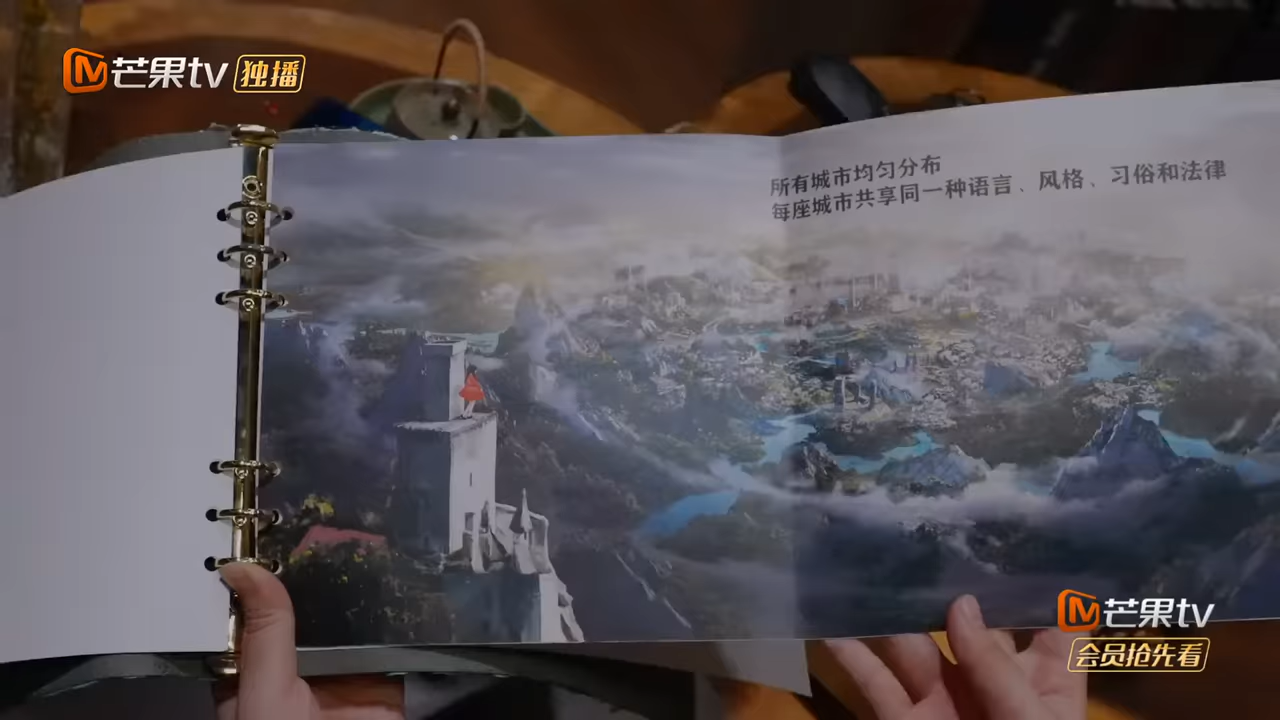 芒果tv 独播
所有城市均匀分布
每座城市共享同一种语言、风格、习俗和法律
芒果tv
会员抢先看